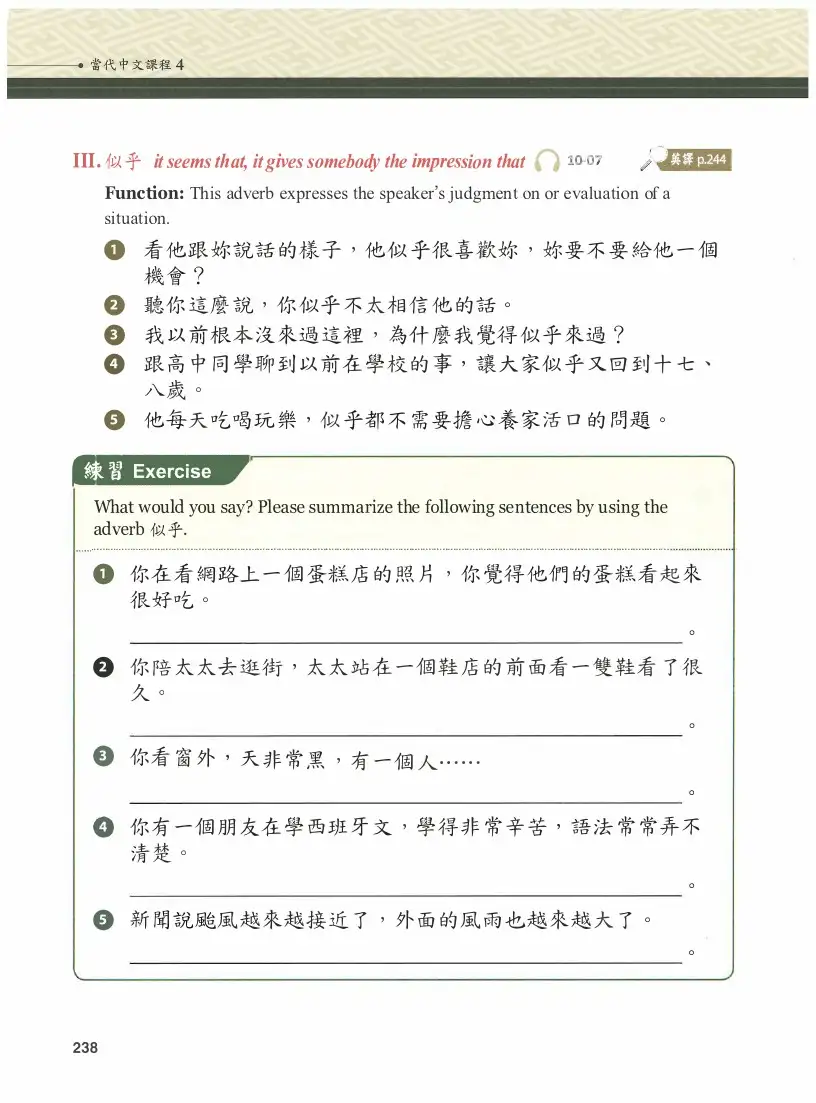 當代中文課程 4
III. 似乎 it seems that, it gives somebody the impression that 10-07 英譯 p.244
Function: This adverb expresses the speaker's judgment on or evaluation of a
situation.
1 看他跟妳說話的樣子，他似乎很喜歡妳，妳要不要給他一個
機會？
2 聽你這麼說，你似乎不太相信他的話。
3 我以前根本沒來過這裡，為什麼我覺得似乎來過？
4 跟高中同學聊到以前在學校的事，讓大家似乎又回到十七、
八歲。
5 他每天吃喝玩樂，似乎都不需要擔心養家活口的問題。
練習 Exercise
What would you say? Please summarize the following sentences by using the
adverb 似乎.
1 你在看網路上一個蛋糕店的照片，你覺得他們的蛋糕看起來
很好吃。
。
2 你陪太太去逛街，太太站在一個鞋店的前面看一雙鞋看了很
久。
。
3 你看窗外，天非常黑，有一個人……
。
4 你有一個朋友在學西班牙文，學得非常辛苦，語法常常弄不
清楚。
。
5 新聞說颱風越來越接近了，外面的風雨也越來越大了。
。
238